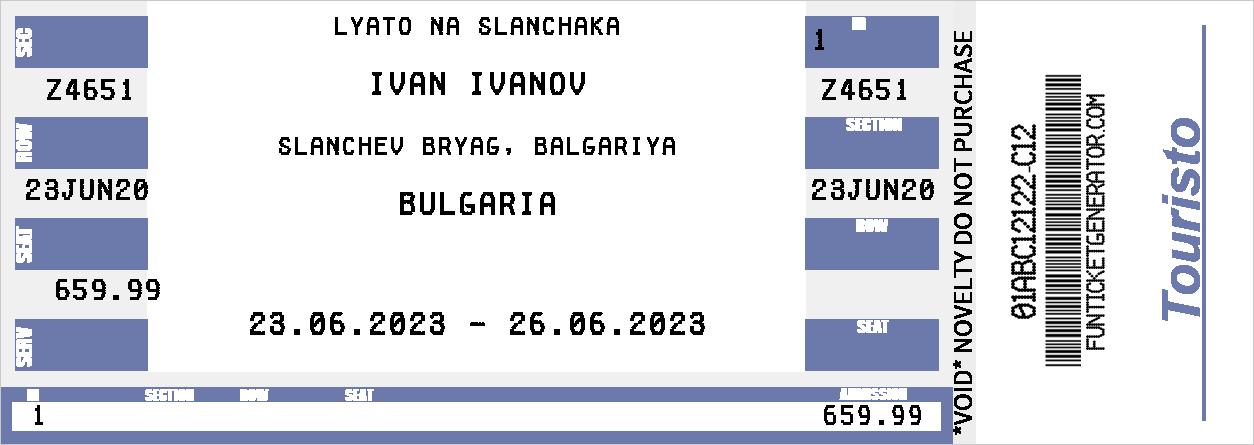 SEC
Z4651
ROW
23JUN20
SEAT
659.99
SERV
LYATO NA SLANCHAKA
IVAN IVANOV
SLANCHEV BRYAG, BALGARIYA
BULGARIA
23.06.2023 - 26.06.2023
1
Z4651
SECTION
23JUN20
ROW
SEAT
SECTION ROW SEAT ADMISSION
1 659.99
*VOID* NOVELTY DO NOT PURCHASE
01ABC12122-C12
FUNTICKETGENERATOR.COM
Touristo